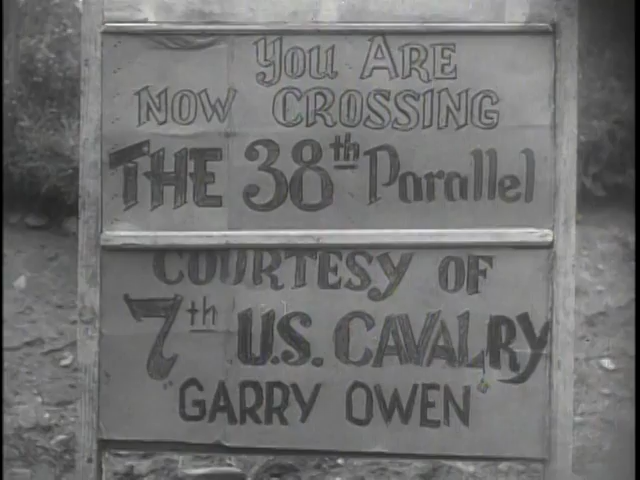 You ARE
NOW CROSSING
THE 38th Parallel
COURTESY OF
7th U.S. CAVALRY
"GARRY OWEN"